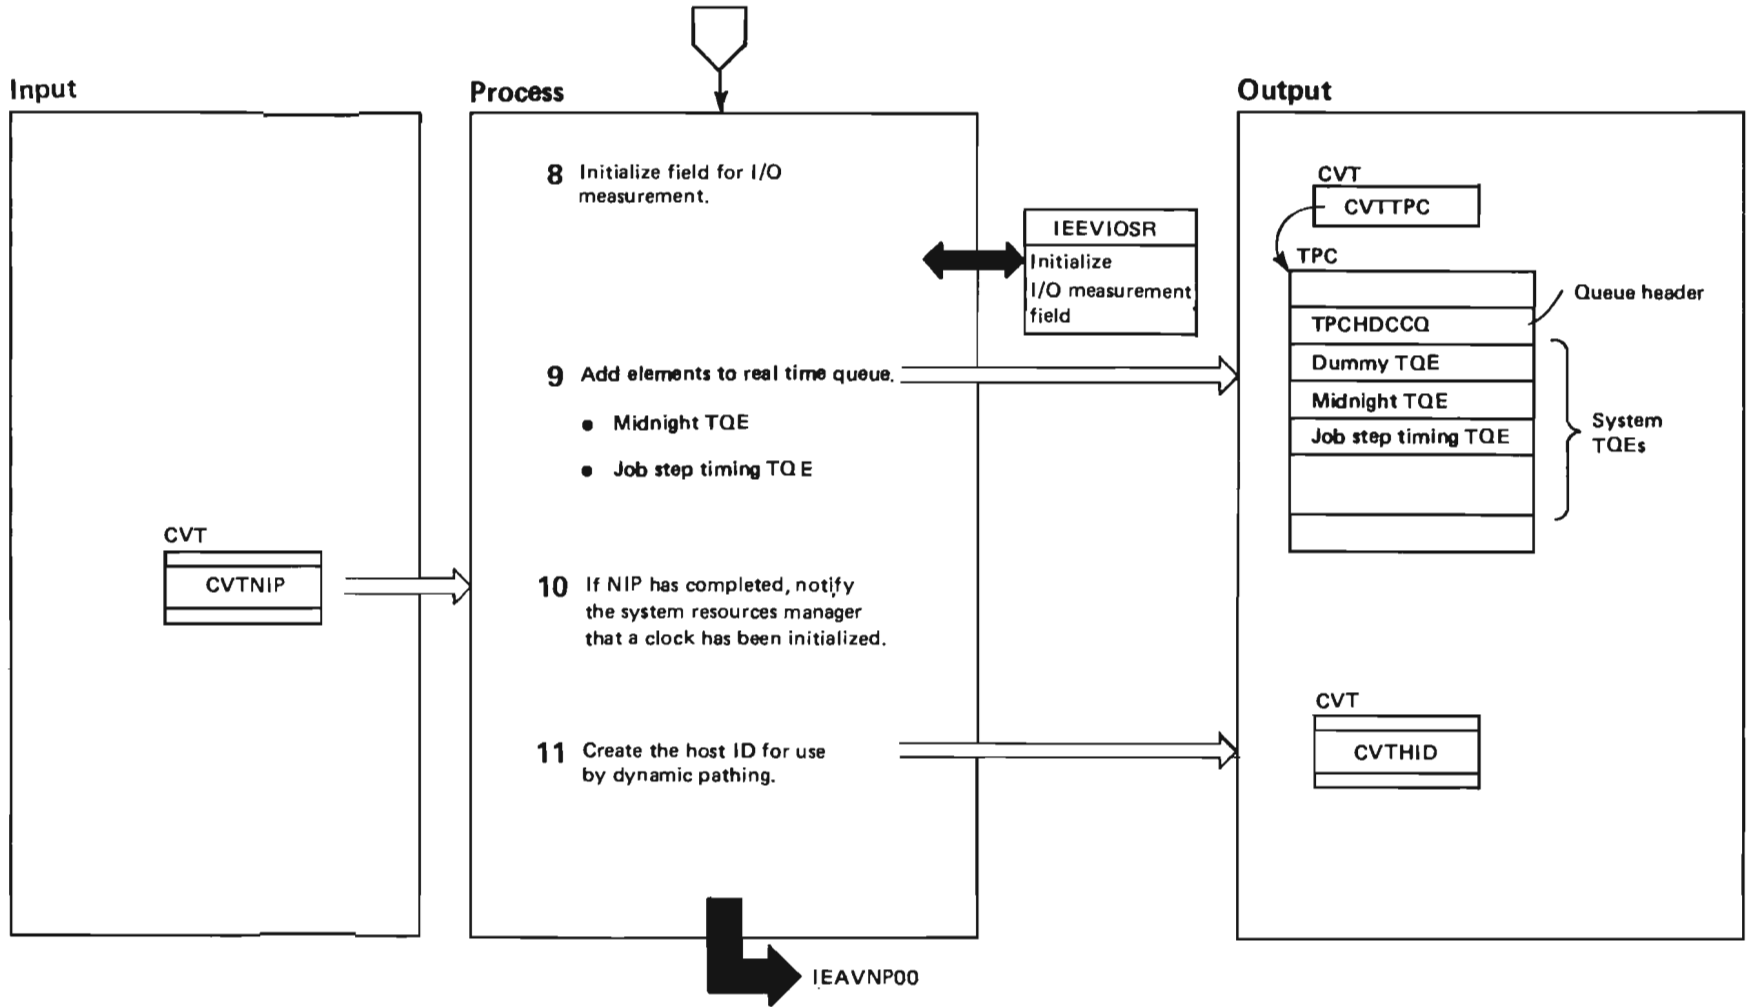 Input
Process
Output
8 Initialize field for I/O
measurement.
IEEVIOSR
Initialize
I/O measurement
field
9 Add elements to real time queue.
• Midnight TQE
• Job step timing TQE
CVT
CVTNIP
10 If NIP has completed, notify
the system resources manager
that a clock has been initialized.
11 Create the host ID for use
by dynamic pathing.
IEAVNP00
CVT
CVTTPC
TPC
Queue header
TPCHDCCQ
Dummy TQE
Midnight TQE
Job step timing TQE
System
TQEs
CVT
CVTHID